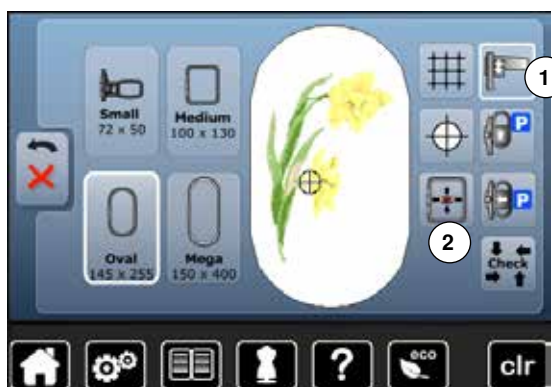 Small
72 x 50
Medium
100 x 130
Oval
145 x 255
Mega
150 x 400
1
P
P
2
Check
?
eco
clr